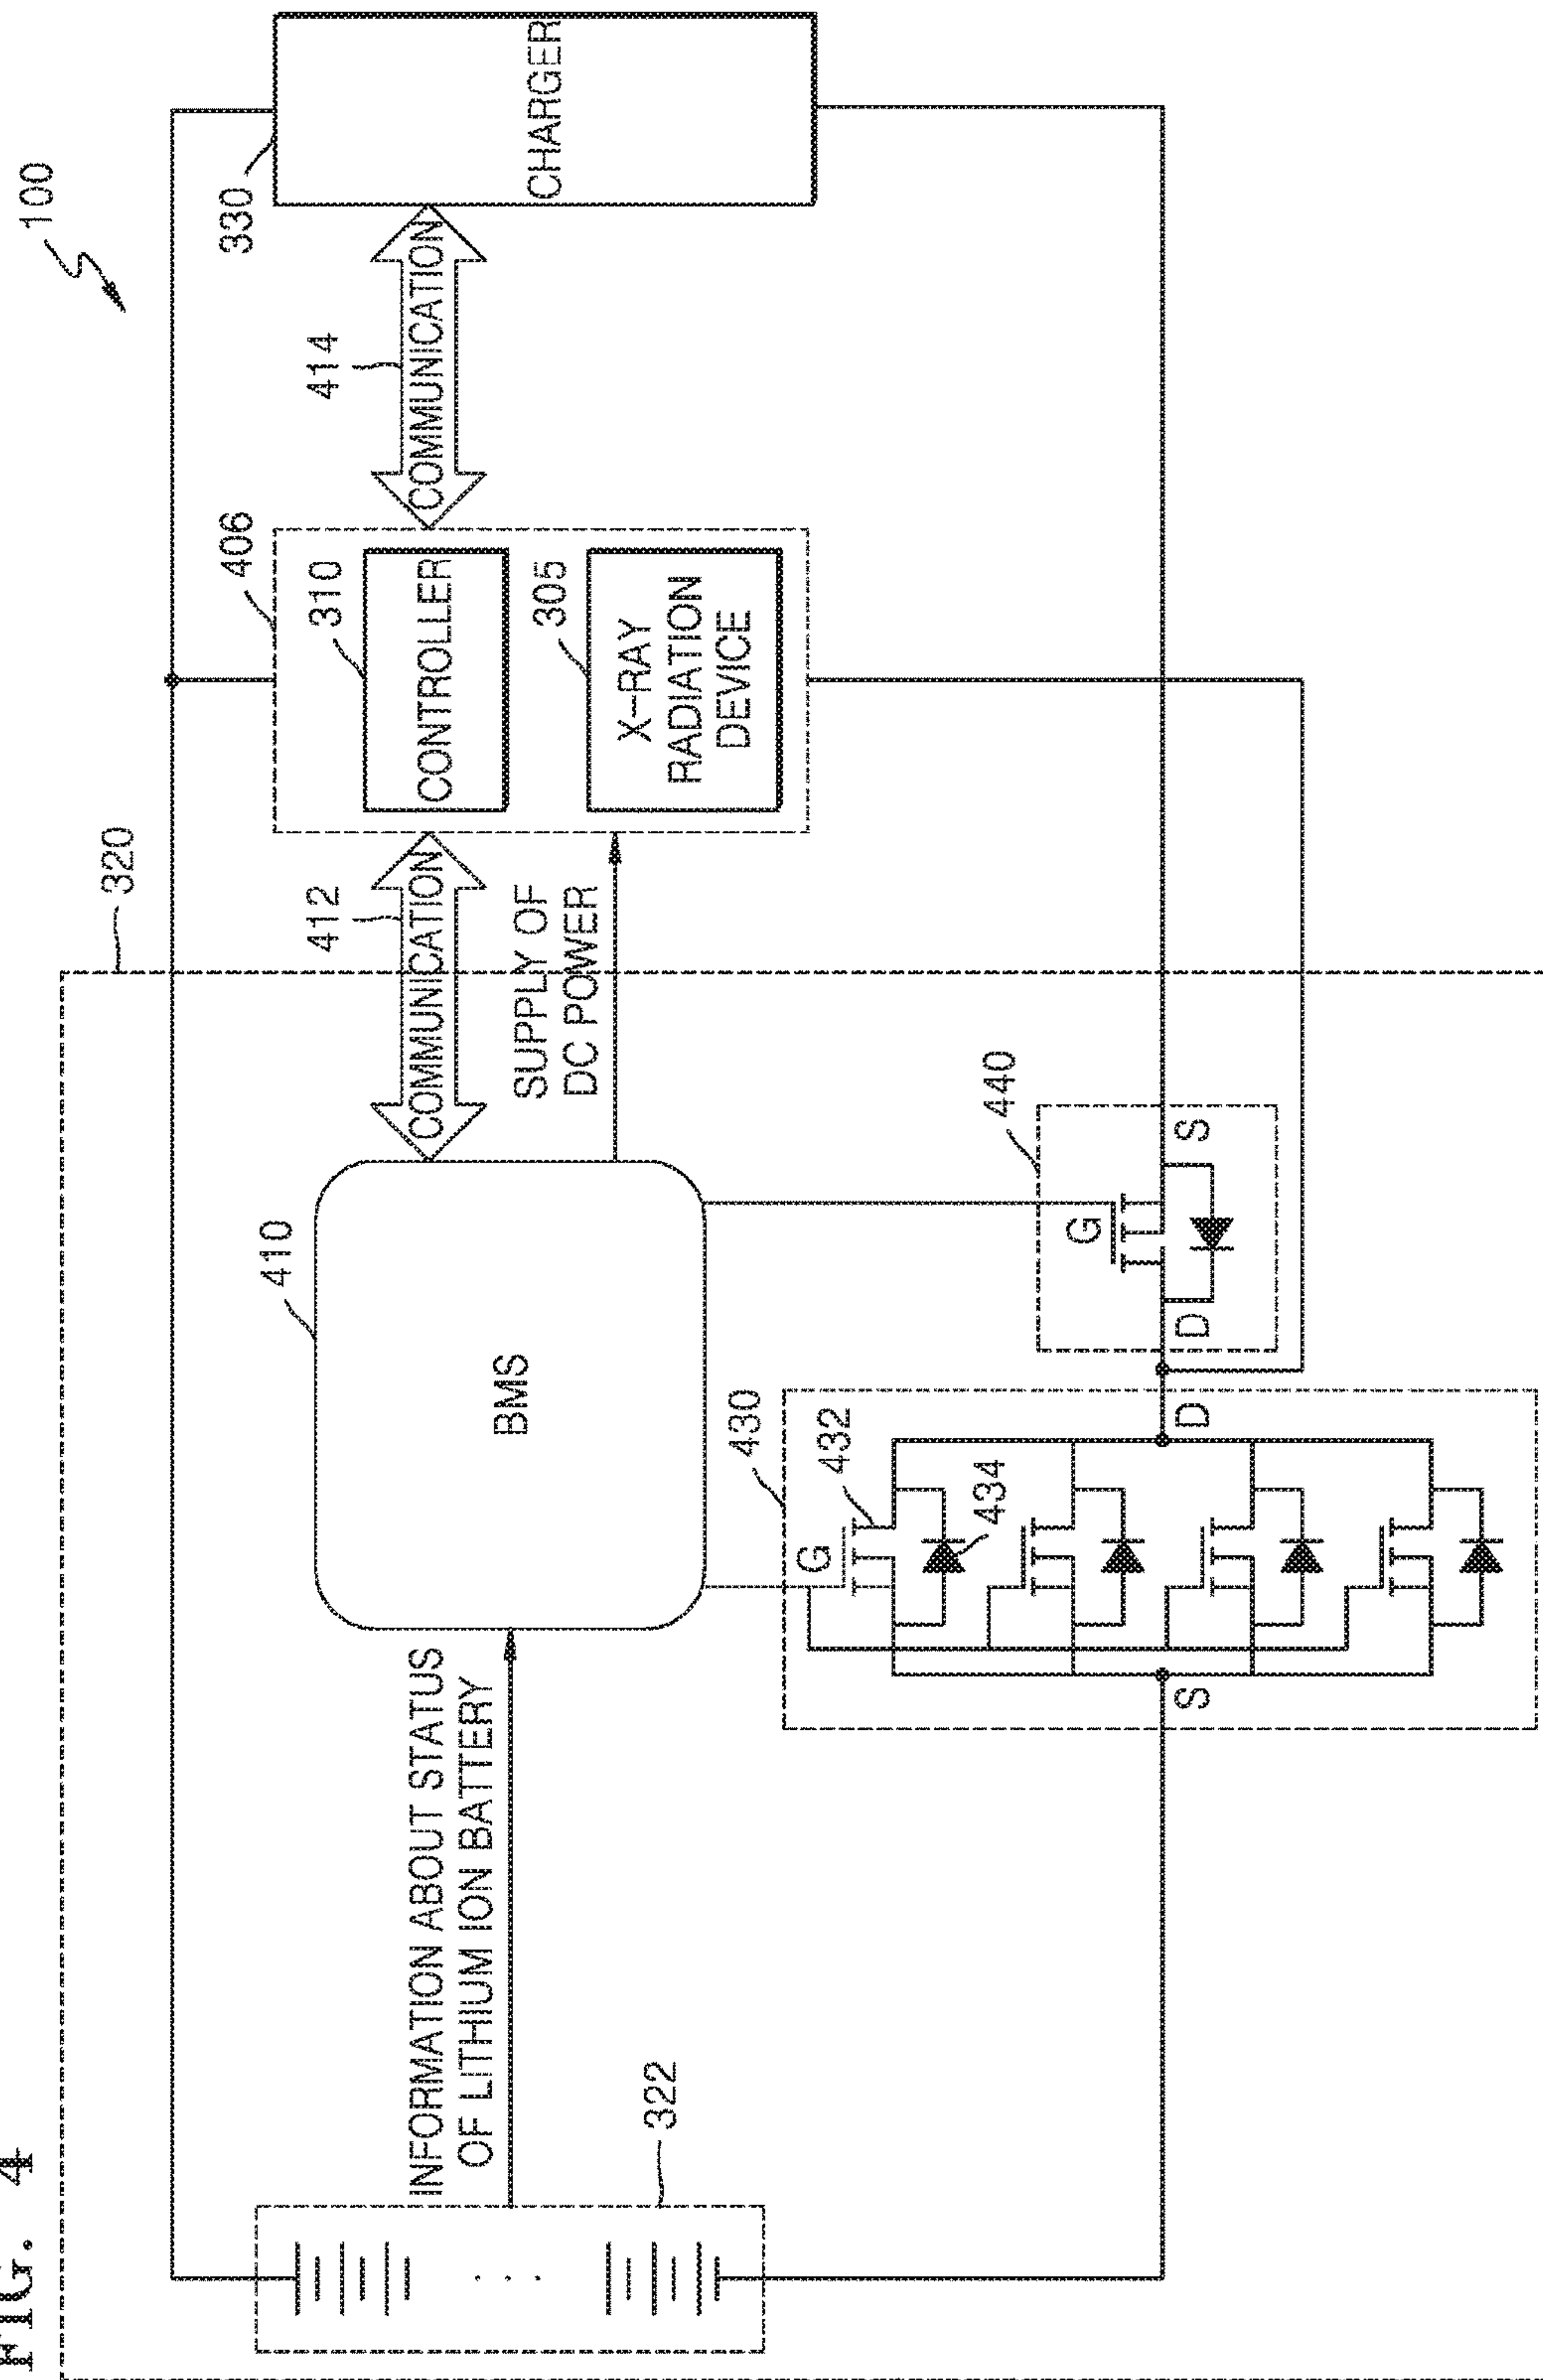 FIG. 4
100
320
330
CHARGER
414
COMMUNICATION
406
310
CONTROLLER
305
X-RAY
RADIATION
DEVICE
412
COMMUNICATION
SUPPLY OF
DC POWER
410
BMS
INFORMATION ABOUT STATUS
OF LITHIUM ION BATTERY
322
430
G
432
434
S
D
440
G
D
S